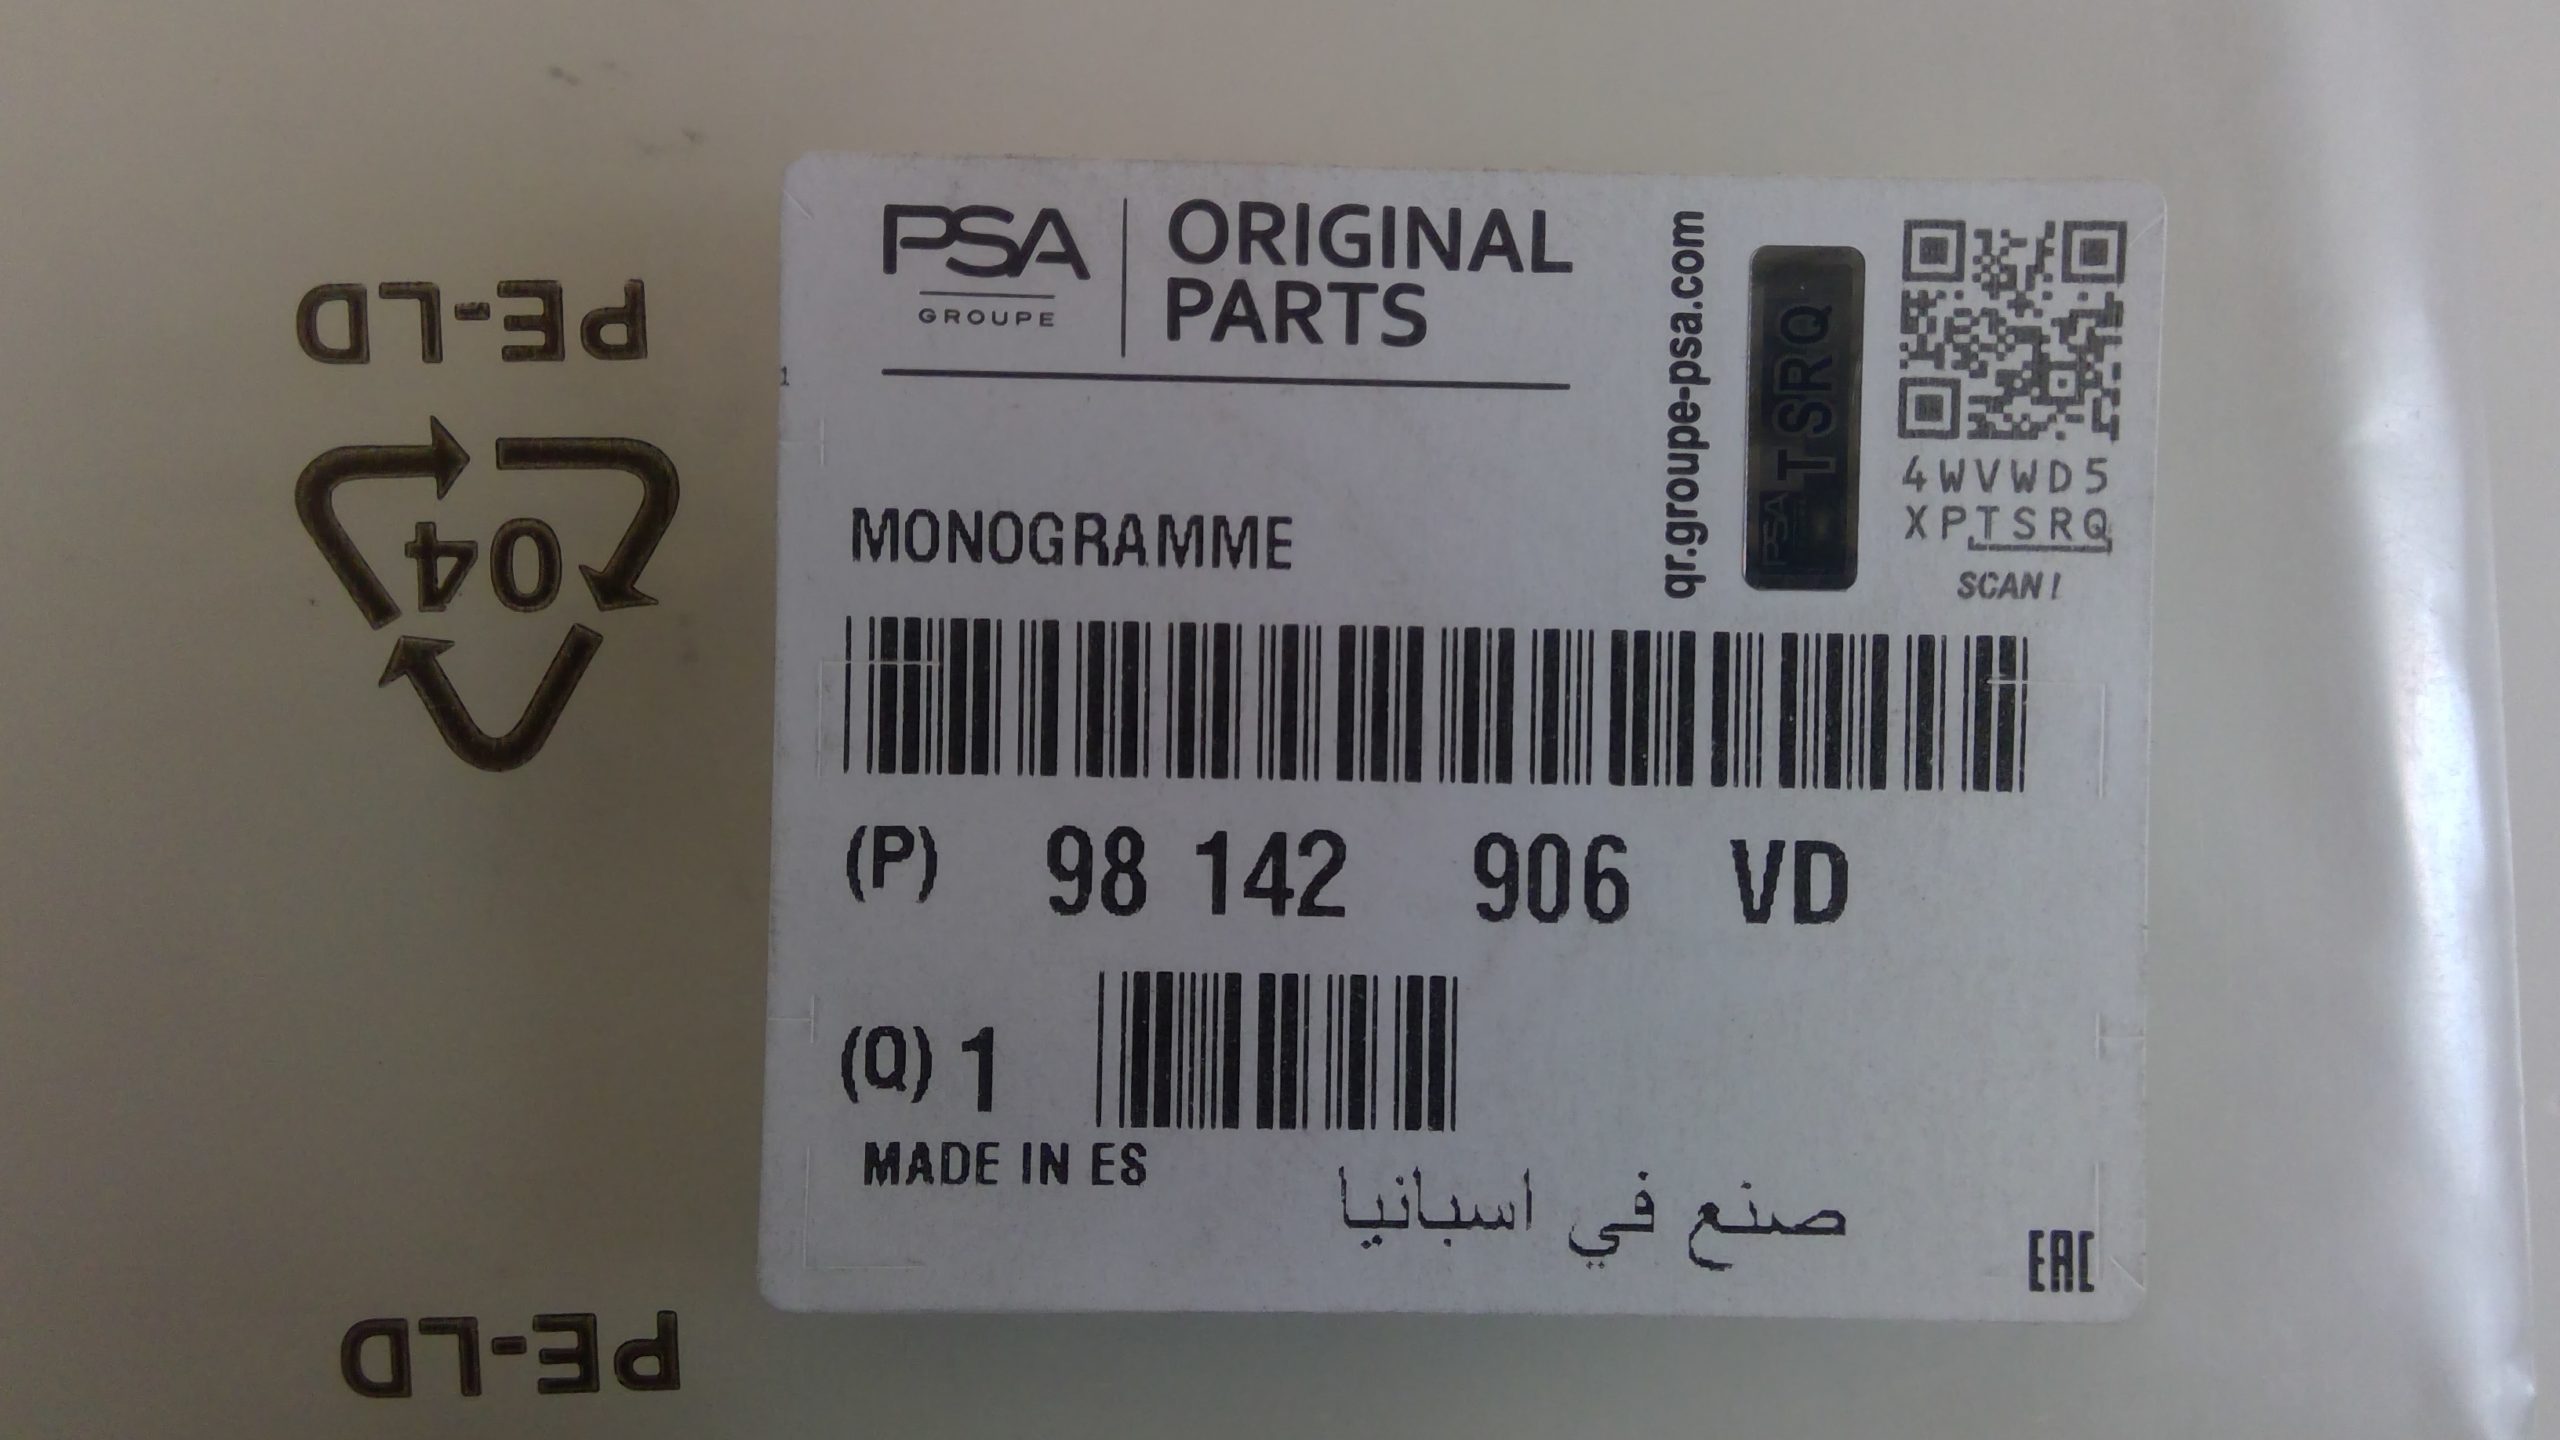 PE-LD
04
PE-LD
PSA
GROUPE
ORIGINAL
PARTS
qr.groupe-psa.com
PSA TSRQ
4WVWD5
XPTSRQ
SCAN!
1
MONOGRAMME
(P) 98 142 906 VD
(Q) 1
MADE IN ES
صنع في اسبانيا
EAC